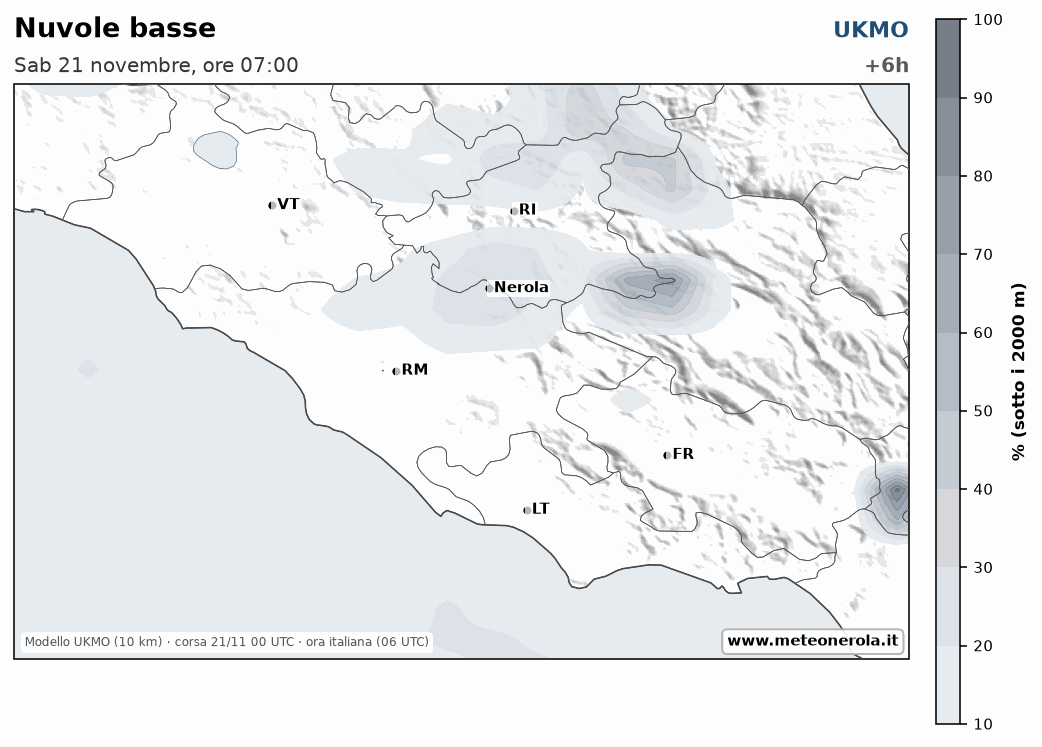 Nuvole basse
UKMO
Sab 21 novembre, ore 07:00
+6h
VT
RI
Nerola
RM
FR
LT
Modello UKMO (10 km) · corsa 21/11 00 UTC · ora italiana (06 UTC)
www.meteonerola.it
100
90
80
70
60
50
40
30
20
10
% (sotto i 2000 m)